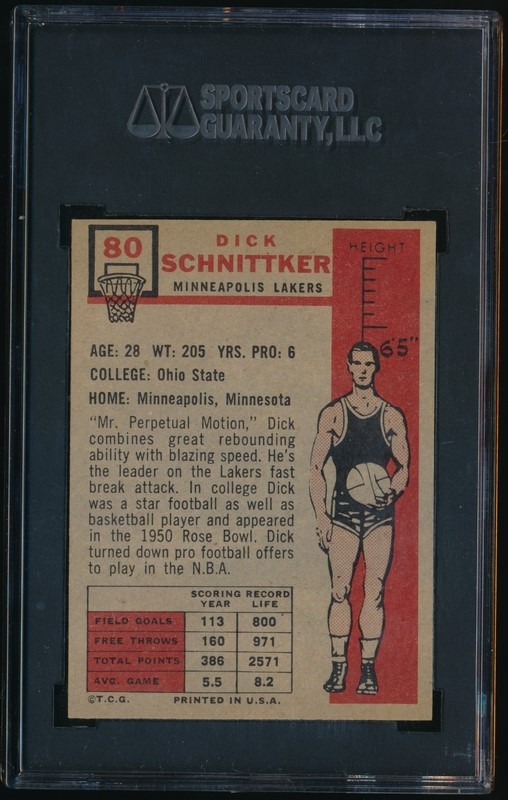 SPORTSCARD
GUARANTY, LLC
80
DICK
SCHNITTKER
MINNEAPOLIS LAKERS
HEIGHT
6'5"
AGE: 28 WT: 205 YRS. PRO: 6
COLLEGE: Ohio State
HOME: Minneapolis, Minnesota
"Mr. Perpetual Motion," Dick
combines great rebounding
ability with blazing speed. He's
the leader on the Lakers fast
break attack. In college Dick
was a star football as well as
basketball player and appeared
in the 1950 Rose Bowl. Dick
turned down pro football offers
to play in the N.B.A.
SCORING RECORD
YEAR LIFE
FIELD GOALS 113 800
FREE THROWS 160 971
TOTAL POINTS 386 2571
AVG. GAME 5.5 8.2
©T.C.G. PRINTED IN U.S.A.